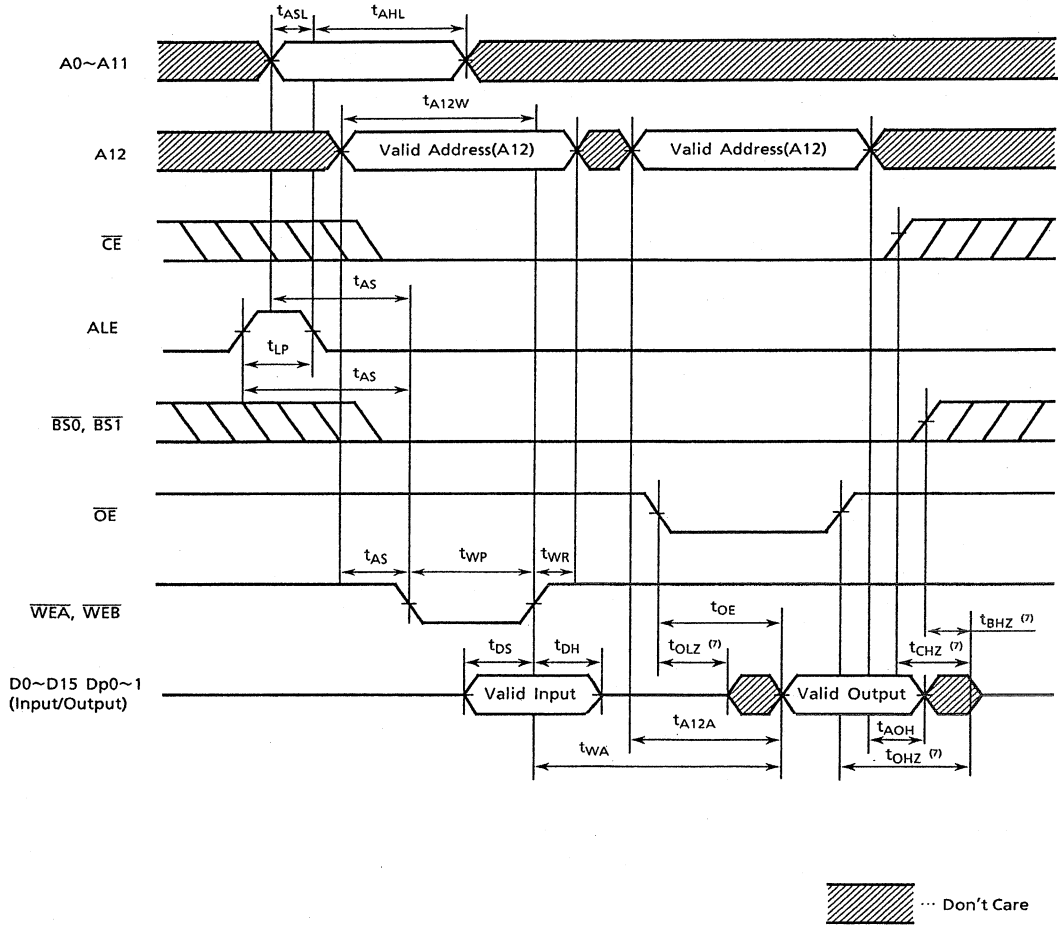 tASL tAHL
A0~A11
tA12W
A12 Valid Address(A12) Valid Address(A12)
CE
tAS
ALE
tLP
tAS
BS0, BS1
OE
tAS tWP tWR
WEA, WEB
tOE tBHZ (7)
tDS tDH tOLZ (7) tCHZ (7)
D0~D15 Dp0~1
(Input/Output)
Valid Input Valid Output
tA12A tAOH
tWA tOHZ (7)
... Don't Care